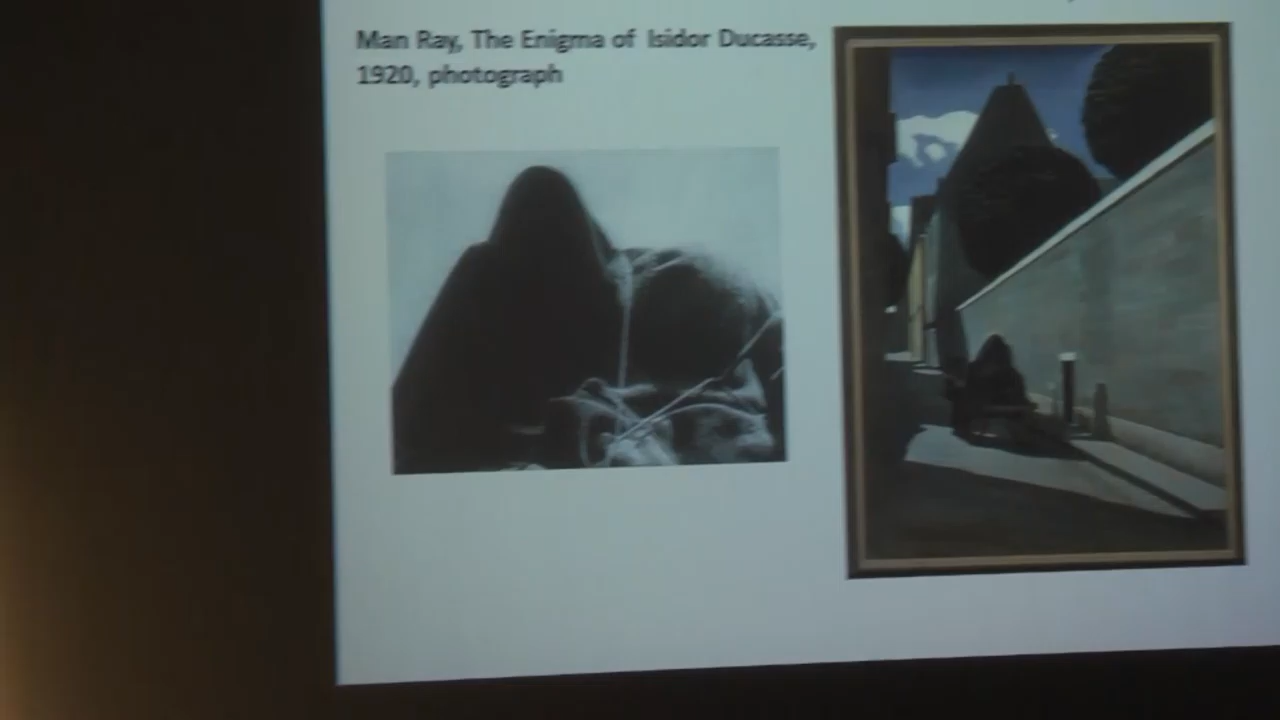 Man Ray, The Enigma of Isidor Ducasse,
1920, photograph